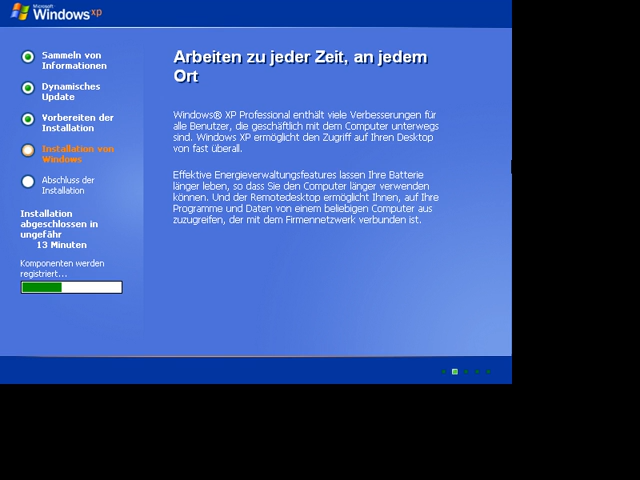 Microsoft
Windows xp
Sammeln von
Informationen
Dynamisches
Update
Vorbereiten der
Installation
Installation von
Windows
Abschluss der
Installation
Installation
abgeschlossen in
ungefähr
13 Minuten
Komponenten werden
registriert...
Arbeiten zu jeder Zeit, an jedem
Ort
Windows® XP Professional enthält viele Verbesserungen für
alle Benutzer, die geschäftlich mit dem Computer unterwegs
sind. Windows XP ermöglicht den Zugriff auf Ihren Desktop
von fast überall.
Effektive Energieverwaltungsfeatures lassen Ihre Batterie
länger leben, so dass Sie den Computer länger verwenden
können. Und der Remotedesktop ermöglicht Ihnen, auf Ihre
Programme und Daten von einem beliebigen Computer aus
zuzugreifen, der mit dem Firmennetzwerk verbunden ist.